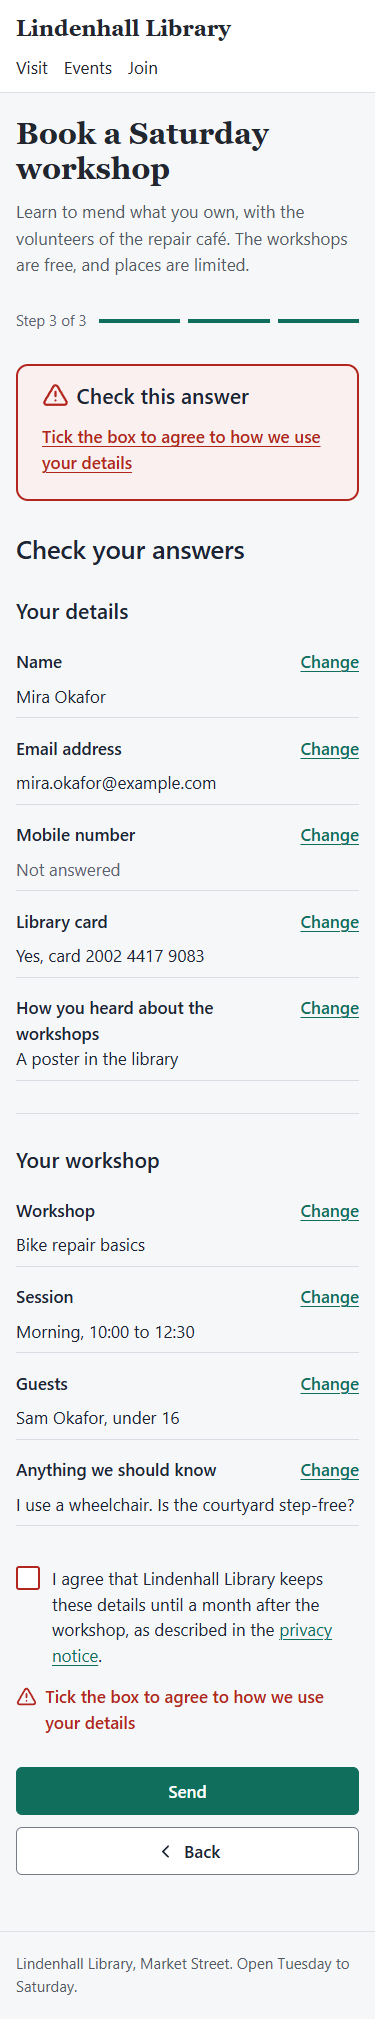 Lindenhall Library
Visit Events Join
Book a Saturday
workshop
Learn to mend what you own, with the
volunteers of the repair café. The workshops
are free, and places are limited.
Step 3 of 3
Check this answer
Tick the box to agree to how we use
your details
Check your answers
Your details
Name Change
Mira Okafor
Email address Change
mira.okafor@example.com
Mobile number Change
Not answered
Library card Change
Yes, card 2002 4417 9083
How you heard about the Change
workshops
A poster in the library
Your workshop
Workshop Change
Bike repair basics
Session Change
Morning, 10:00 to 12:30
Guests Change
Sam Okafor, under 16
Anything we should know Change
I use a wheelchair. Is the courtyard step-free?
I agree that Lindenhall Library keeps
these details until a month after the
workshop, as described in the privacy
notice.
Tick the box to agree to how we use
your details
Send
Back
Lindenhall Library, Market Street. Open Tuesday to
Saturday.